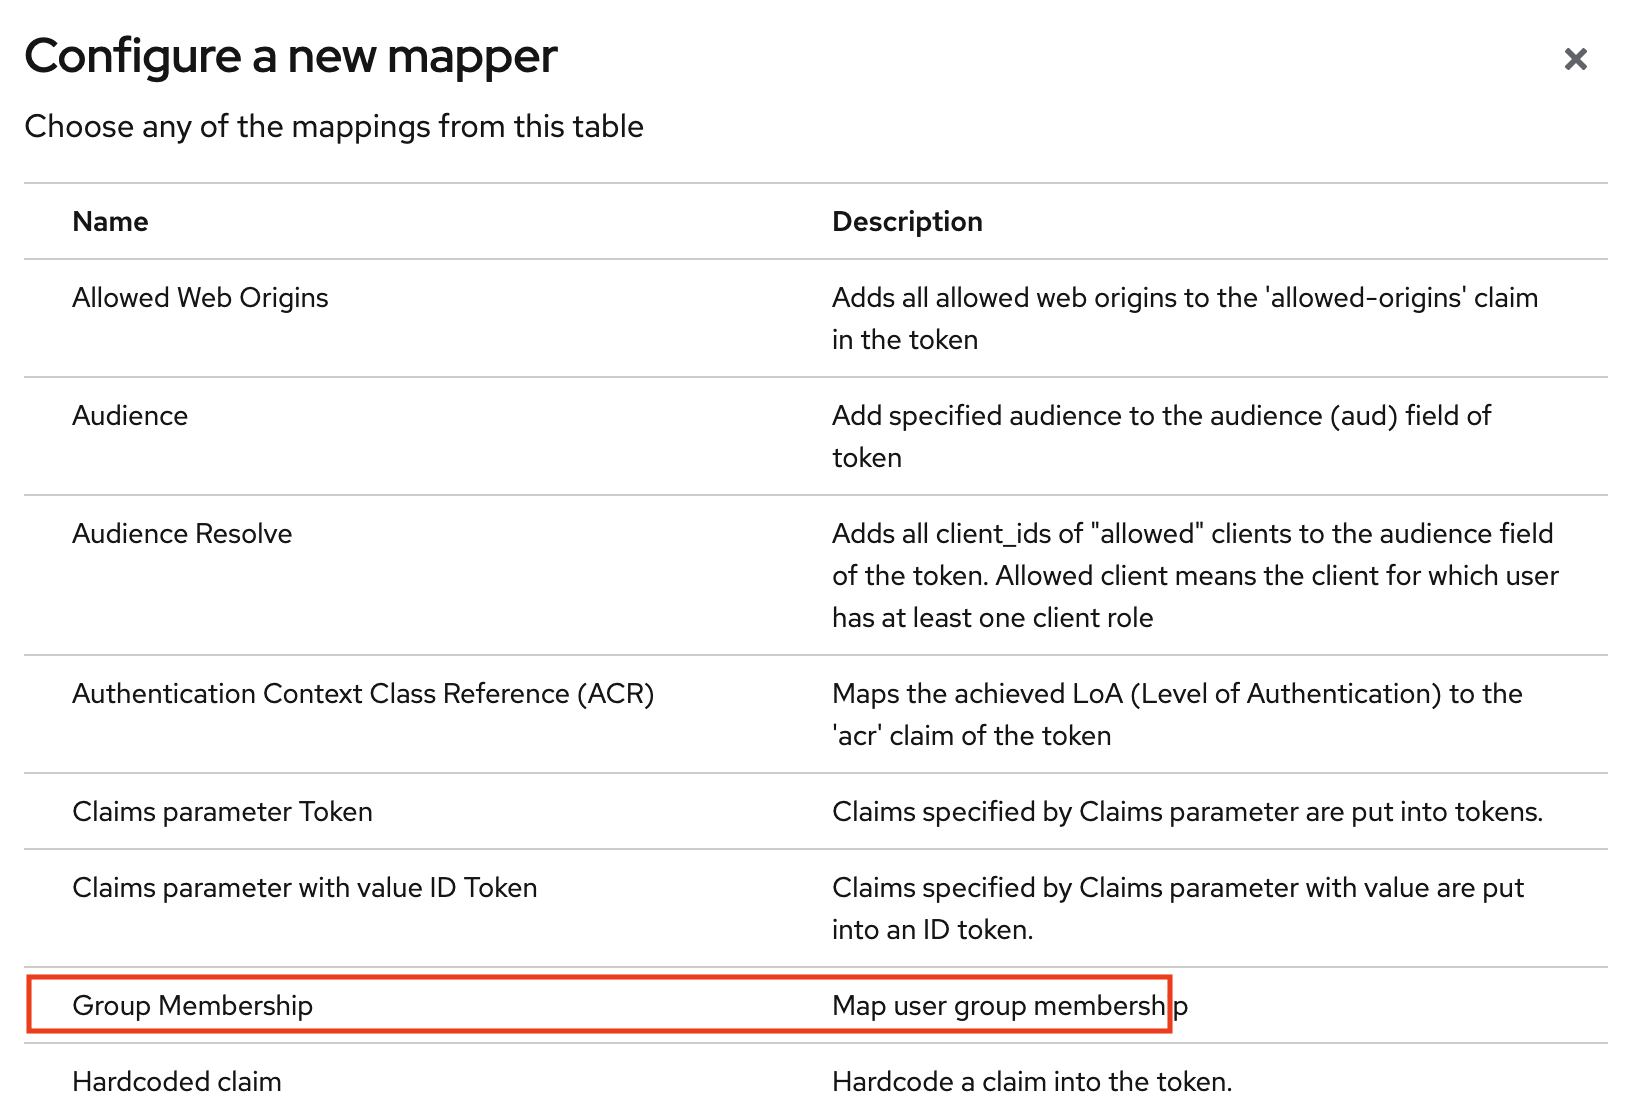 Configure a new mapper
Choose any of the mappings from this table
Name Description
Allowed Web Origins Adds all allowed web origins to the 'allowed-origins' claim
in the token
Audience Add specified audience to the audience (aud) field of
token
Audience Resolve Adds all client_ids of "allowed" clients to the audience field
of the token. Allowed client means the client for which user
has at least one client role
Authentication Context Class Reference (ACR) Maps the achieved LoA (Level of Authentication) to the
'acr' claim of the token
Claims parameter Token Claims specified by Claims parameter are put into tokens.
Claims parameter with value ID Token Claims specified by Claims parameter with value are put
into an ID token.
Group Membership Map user group membership
Hardcoded claim Hardcode a claim into the token.